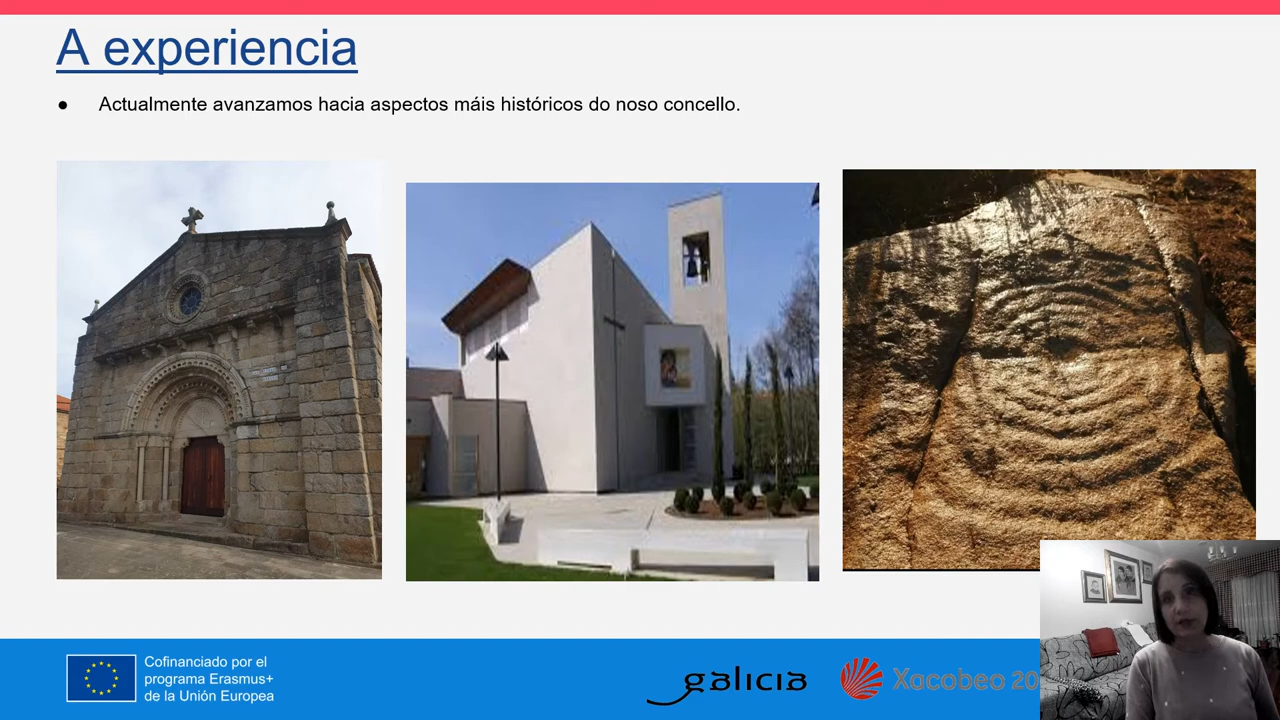 A experiencia
● Actualmente avanzamos hacia aspectos máis históricos do noso concello.
Cofinanciado por el
programa Erasmus+
de la Unión Europea
galicia
Xacobeo 20